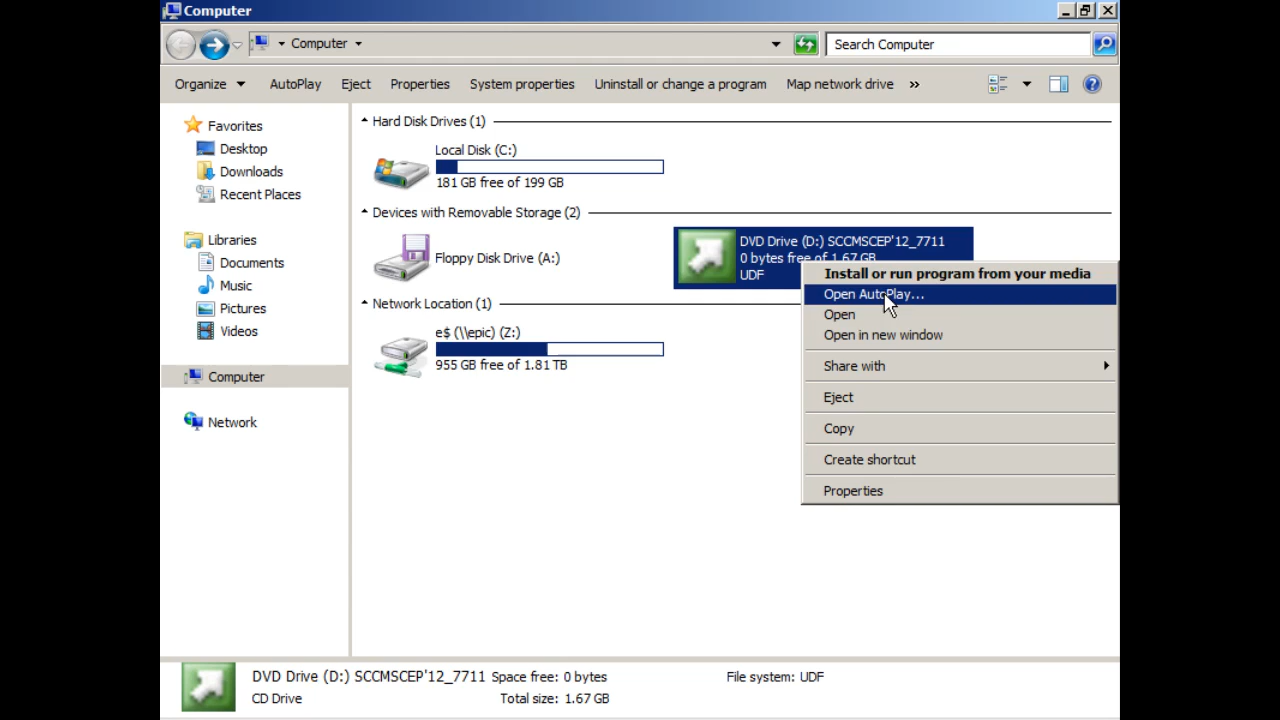 Computer
Computer
Search Computer
Organize AutoPlay Eject Properties System properties Uninstall or change a program Map network drive »
Favorites
Desktop
Downloads
Recent Places
Libraries
Documents
Music
Pictures
Videos
Computer
Network
Hard Disk Drives (1)
Local Disk (C:)
181 GB free of 199 GB
Devices with Removable Storage (2)
Floppy Disk Drive (A:)
DVD Drive (D:) SCCMSCEP'12_7711
0 bytes free of 1.67 GB
UDF
Network Location (1)
e$ (\\epic) (Z:)
955 GB free of 1.81 TB
Install or run program from your media
Open AutoPlay...
Open
Open in new window
Share with
Eject
Copy
Create shortcut
Properties
DVD Drive (D:) SCCMSCEP'12_7711 Space free: 0 bytes File system: UDF
CD Drive Total size: 1.67 GB